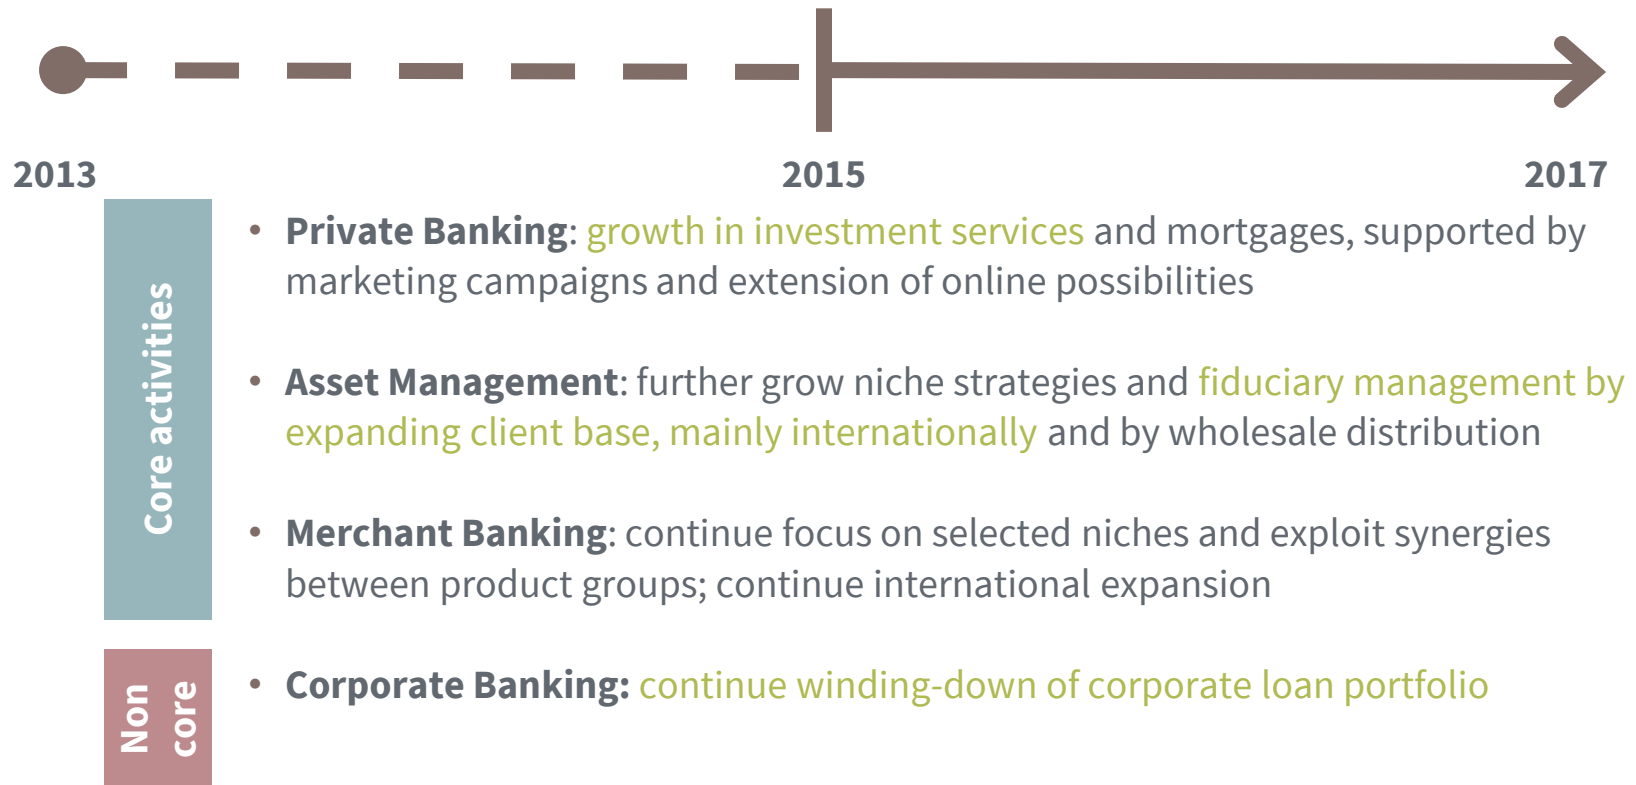 2013
2015
2017
Core activities
• Private Banking: growth in investment services and mortgages, supported by
marketing campaigns and extension of online possibilities
• Asset Management: further grow niche strategies and fiduciary management by
expanding client base, mainly internationally and by wholesale distribution
• Merchant Banking: continue focus on selected niches and exploit synergies
between product groups; continue international expansion
Non
core
• Corporate Banking: continue winding-down of corporate loan portfolio